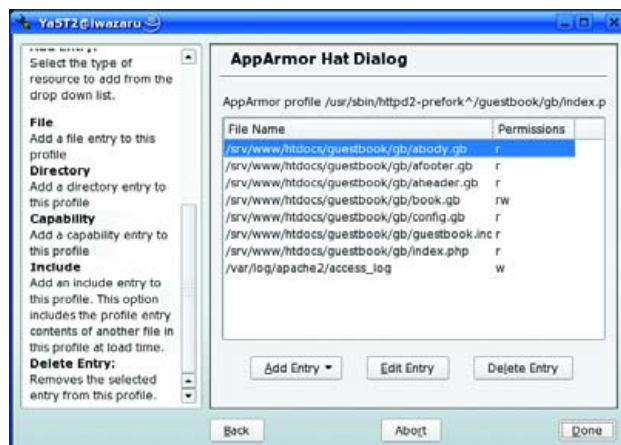 YaST2@iwazaru
Add Entry:
Select the type of
resource to add from the
drop down list.
File
Add a file entry to this
profile
Directory
Add a directory entry to
this profile
Capability
Add a capability entry to
this profile
Include
Add an include entry to
this profile. This option
includes the profile entry
contents of another file in
this profile at load time.
Delete Entry:
Removes the selected
entry from this profile.
AppArmor Hat Dialog
AppArmor profile /usr/sbin/httpd2-prefork^/guestbook/gb/index.p
File Name Permissions
/srv/www/htdocs/guestbook/gb/abody.gb r
/srv/www/htdocs/guestbook/gb/afooter.gb r
/srv/www/htdocs/guestbook/gb/aheader.gb r
/srv/www/htdocs/guestbook/gb/book.gb rw
/srv/www/htdocs/guestbook/gb/config.gb r
/srv/www/htdocs/guestbook/gb/guestbook.inc r
/srv/www/htdocs/guestbook/gb/index.php r
/var/log/apache2/access_log w
Add Entry Edit Entry Delete Entry
Back Abort Done